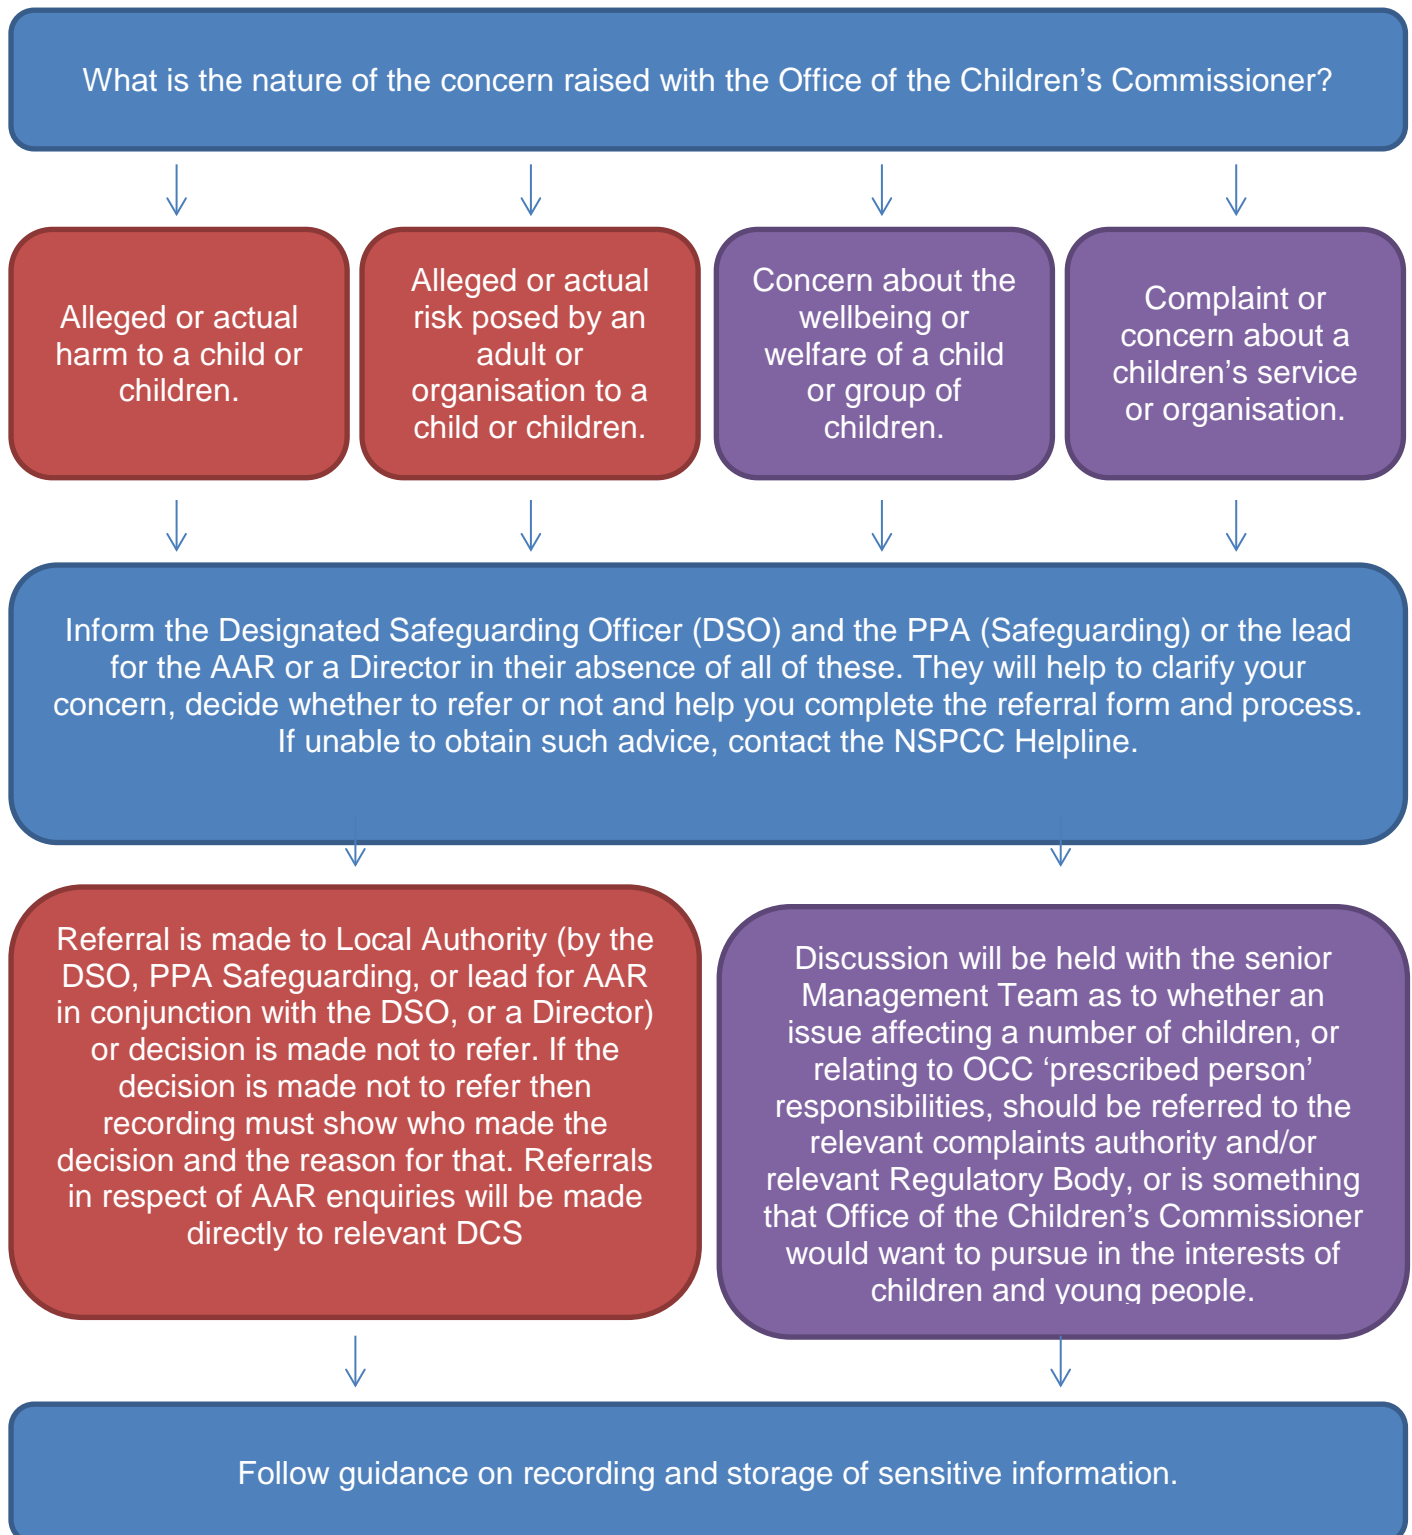 What is the nature of the concern raised with the Office of the Children’s Commissioner?
Alleged or actual
harm to a child or
children.
Alleged or actual
risk posed by an
adult or
organisation to a
child or children.
Concern about the
wellbeing or
welfare of a child
or group of
children.
Complaint or
concern about a
children’s service
or organisation.
Inform the Designated Safeguarding Officer (DSO) and the PPA (Safeguarding) or the lead
for the AAR or a Director in their absence of all of these. They will help to clarify your
concern, decide whether to refer or not and help you complete the referral form and process.
If unable to obtain such advice, contact the NSPCC Helpline.
Referral is made to Local Authority (by the
DSO, PPA Safeguarding, or lead for AAR
in conjunction with the DSO, or a Director)
or decision is made not to refer. If the
decision is made not to refer then
recording must show who made the
decision and the reason for that. Referrals
in respect of AAR enquiries will be made
directly to relevant DCS
Discussion will be held with the senior
Management Team as to whether an
issue affecting a number of children, or
relating to OCC ‘prescribed person’
responsibilities, should be referred to the
relevant complaints authority and/or
relevant Regulatory Body, or is something
that Office of the Children’s Commissioner
would want to pursue in the interests of
children and young people.
Follow guidance on recording and storage of sensitive information.